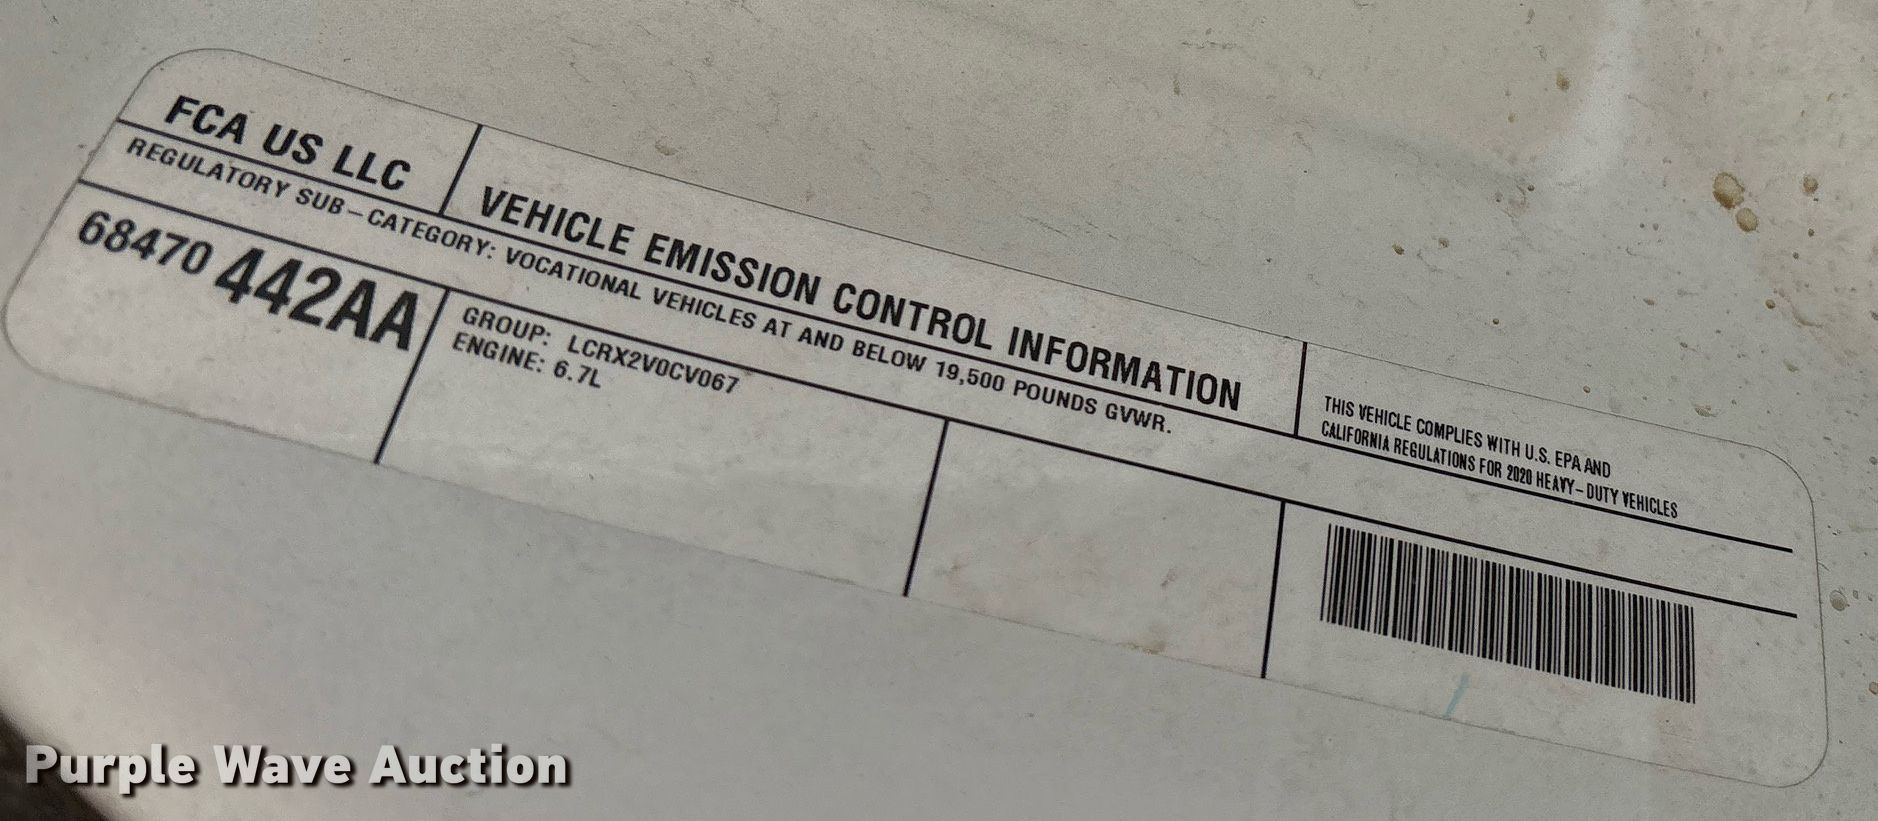 FCA US LLC
VEHICLE EMISSION CONTROL INFORMATION
THIS VEHICLE COMPLIES WITH U.S. EPA AND
CALIFORNIA REGULATIONS FOR 2020 HEAVY-DUTY VEHICLES
REGULATORY SUB-CATEGORY: VOCATIONAL VEHICLES AT AND BELOW 19,500 POUNDS GVWR.
68470 442AA
GROUP: LCRX2V0CV067
ENGINE: 6.7L
Purple Wave Auction